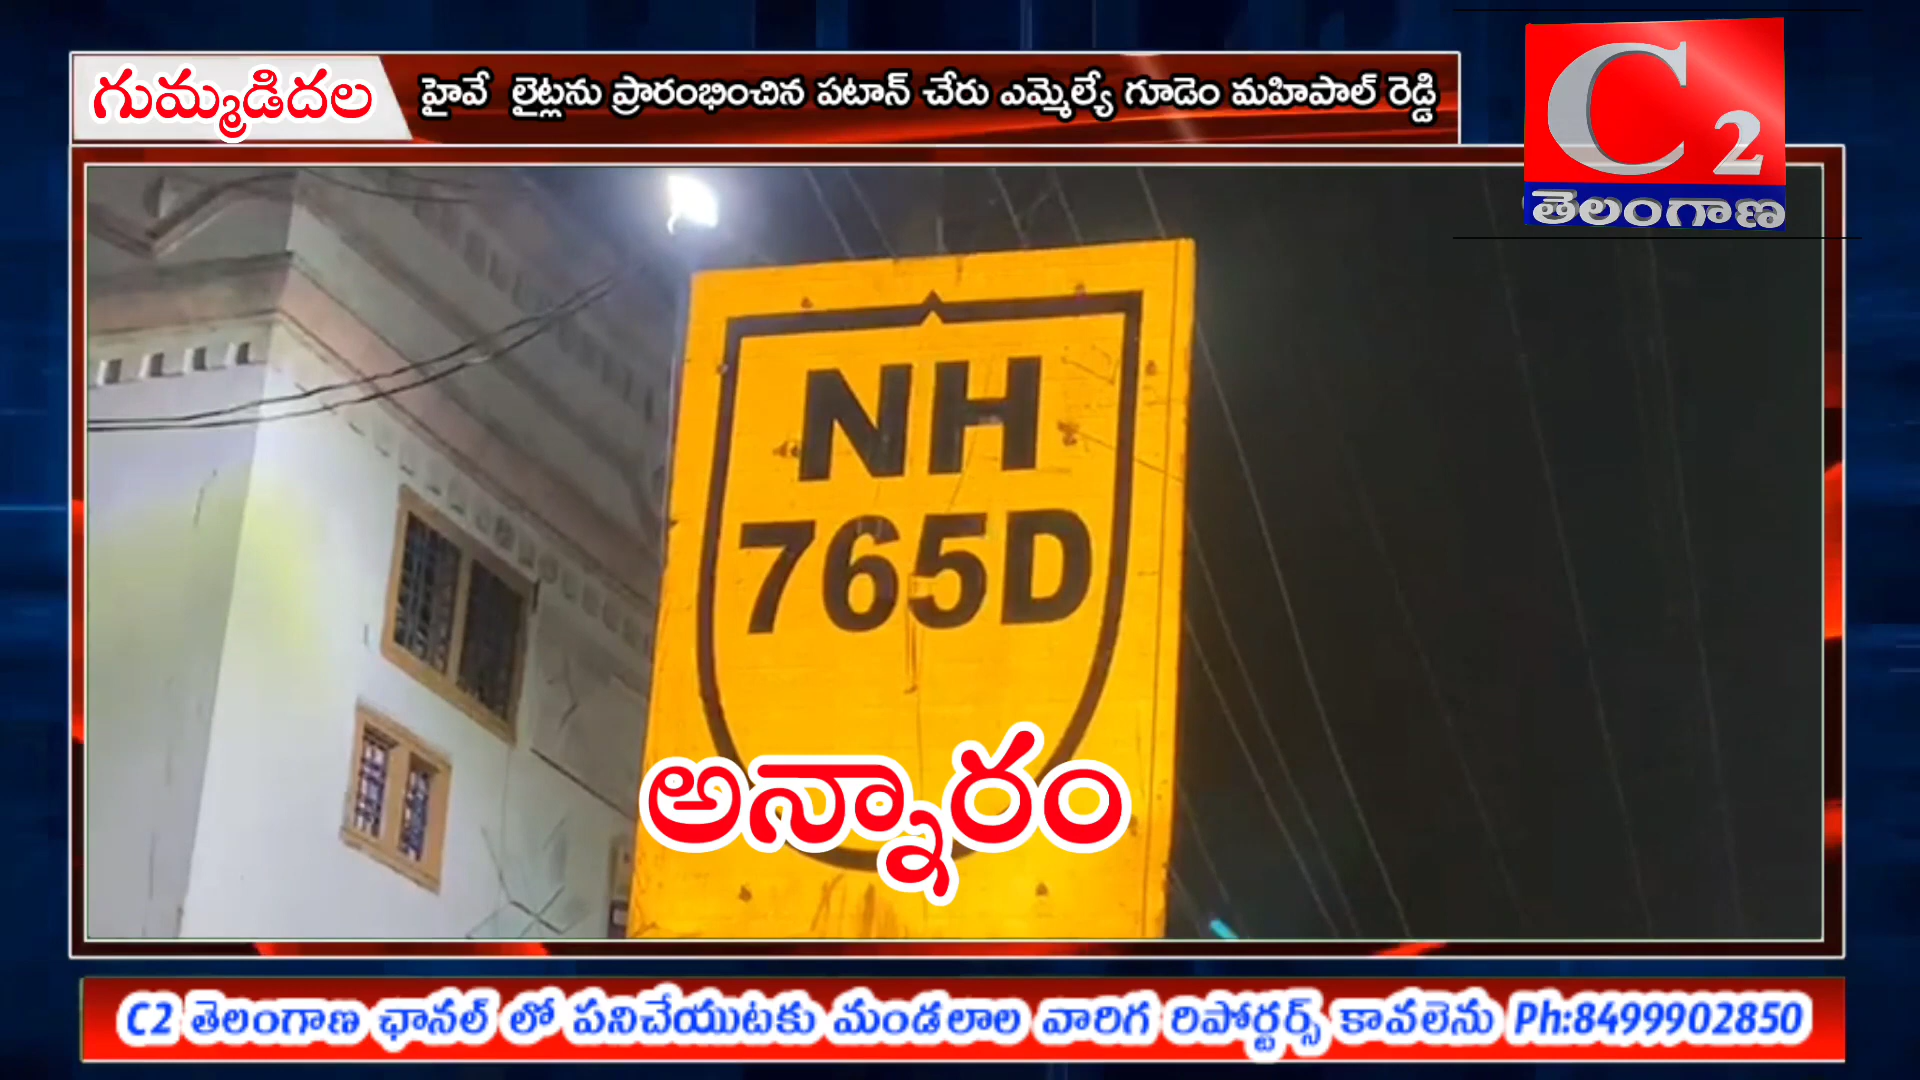 గుమ్మడిదల
హైవే లైట్లను ప్రారంభించిన పటాన్ చేరు ఎమ్మెల్యే గూడెం మహిపాల్ రెడ్డి
C2
తెలంగాణ
NH
765D
అన్నారం
C2 తెలంగాణ ఛానల్ లో పనిచేయుటకు మండలాల వారిగ రిపోర్టర్స్ కావలెను Ph:8499902850